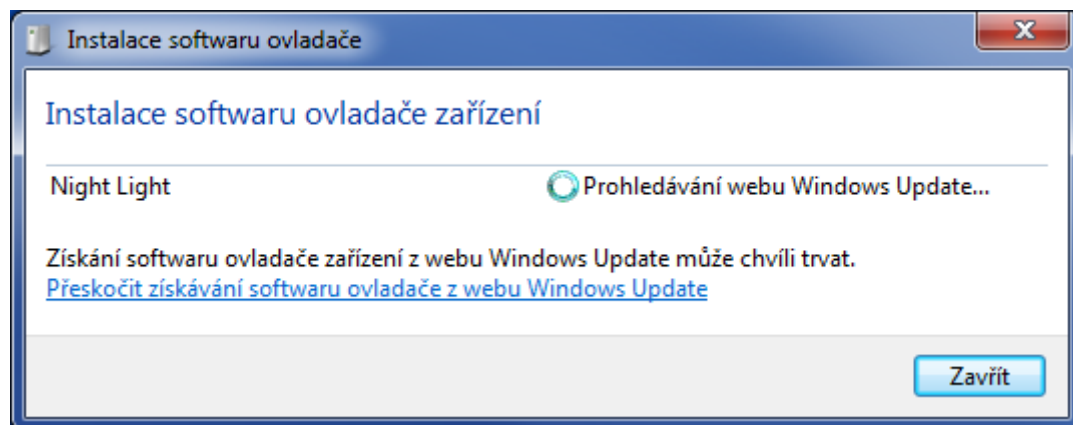 Instalace softwaru ovladače
Instalace softwaru ovladače zařízení
Night Light Prohledávání webu Windows Update...
Získání softwaru ovladače zařízení z webu Windows Update může chvíli trvat.
Přeskočit získávání softwaru ovladače z webu Windows Update
Zavřít